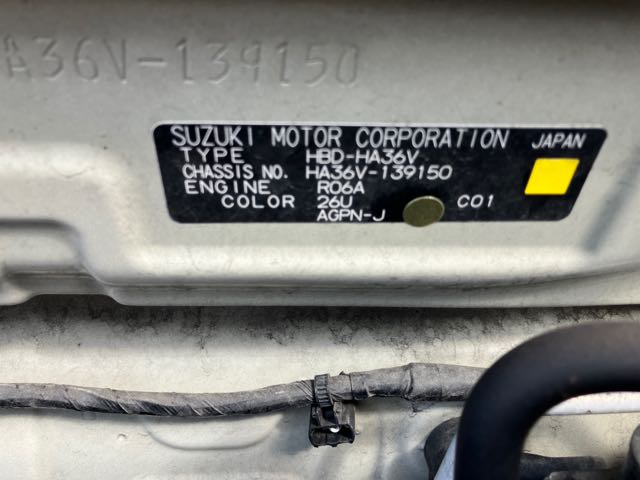 A36V-139150
SUZUKI MOTOR CORPORATION JAPAN
TYPE HBD-HA36V
CHASSIS NO. HA36V-139150
ENGINE R06A
COLOR 26U C01
AGPN-J